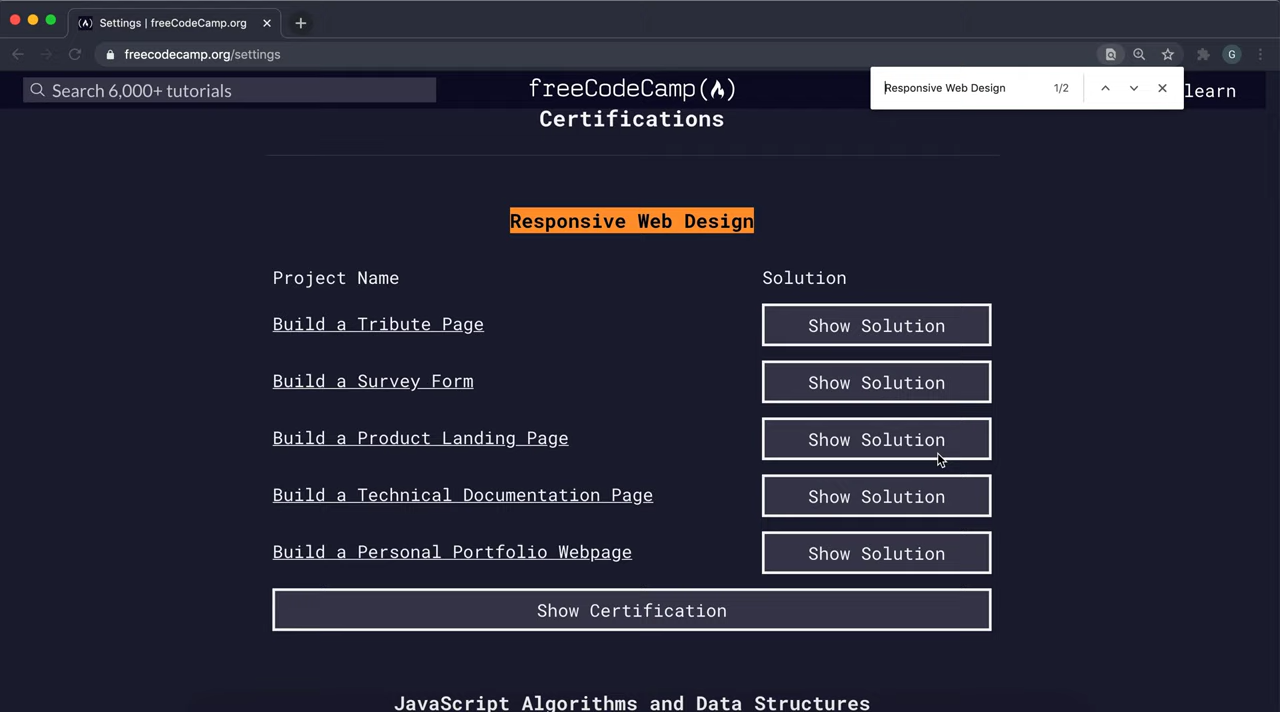 Settings | freeCodeCamp.org
freecodecamp.org/settings
G
Search 6,000+ tutorials
freeCodeCamp
Responsive Web Design 1/2
learn
Certifications
Responsive Web Design
Project Name Solution
Build a Tribute Page Show Solution
Build a Survey Form Show Solution
Build a Product Landing Page Show Solution
Build a Technical Documentation Page Show Solution
Build a Personal Portfolio Webpage Show Solution
Show Certification
JavaScript Algorithms and Data Structures